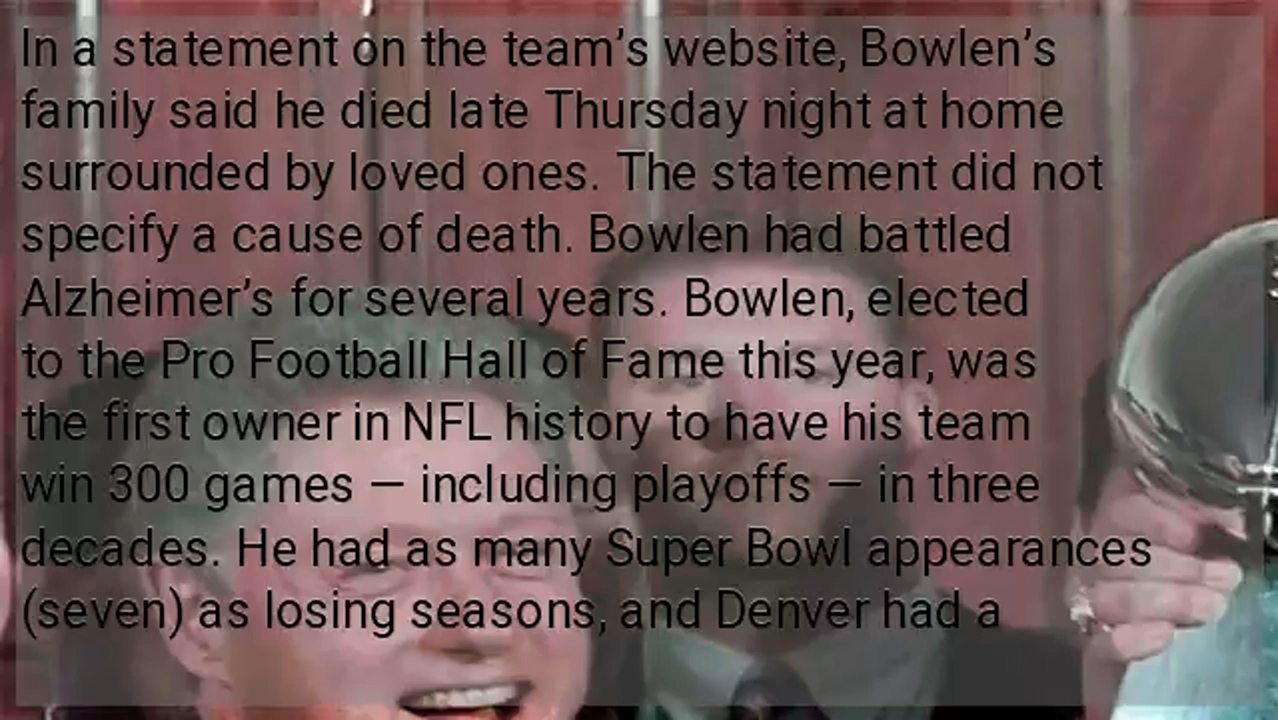 In a statement on the team’s website, Bowlen’s
family said he died late Thursday night at home
surrounded by loved ones. The statement did not
specify a cause of death. Bowlen had battled
Alzheimer’s for several years. Bowlen, elected
to the Pro Football Hall of Fame this year, was
the first owner in NFL history to have his team
win 300 games — including playoffs — in three
decades. He had as many Super Bowl appearances
(seven) as losing seasons, and Denver had a